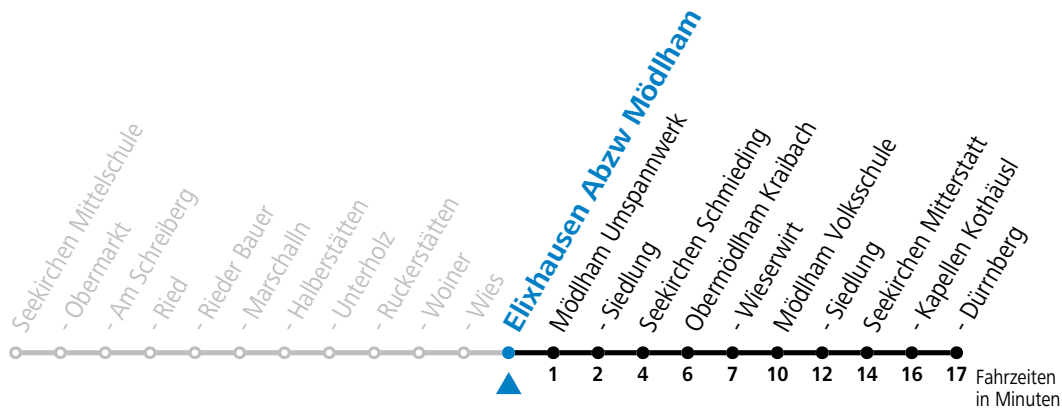 Seekirchen Mittelschule
- Obermarkt
- Am Schreiberg
- Ried
- Rieder Bauer
- Marschalln
- Halberstätten
- Unterholz
- Ruckerstätten
- Woiner
- Wies
Elixhausen Abzw Mödlham
Mödlham Umspannwerk
- Siedlung
Seekirchen Schmieding
Obermödlham Kraibach
- Wieserwirt
Mödlham Volksschule
- Siedlung
Seekirchen Mitterstatt
- Kapellen Kothäusl
- Dürrnberg
1 2 4 6 7 10 12 14 16 17 Fahrzeiten
in Minuten